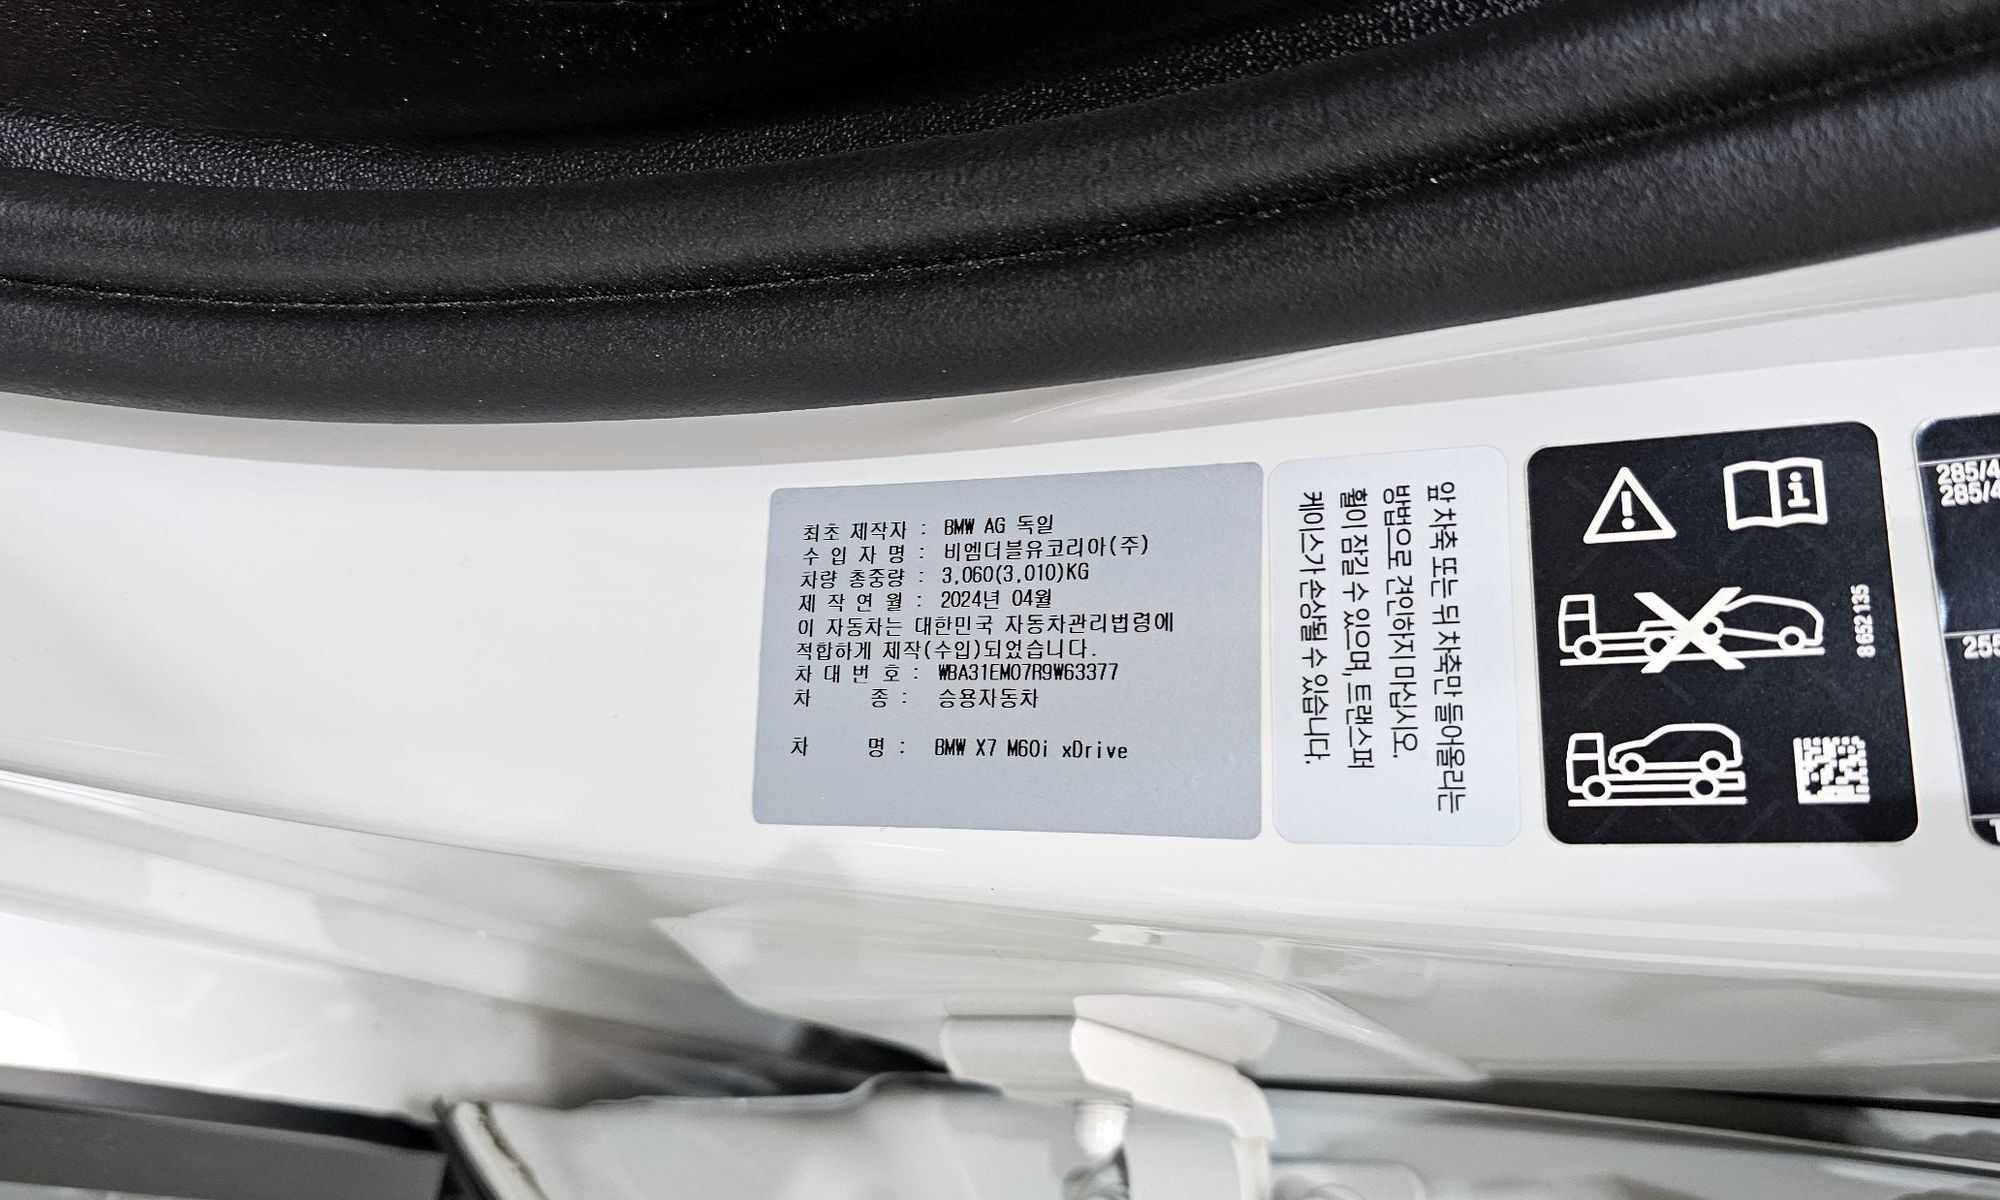 최초 제작자 : BMW AG 독일
수 입 자 명 : 비엠더블유코리아(주)
차량 총중량 : 3,060(3,010)KG
제 작 연 월 : 2024년 04월
이 자동차는 대한민국 자동차관리법령에
적합하게 제작(수입)되었습니다.
차 대 번 호 : WBA31EM07R9W63377
차 종 : 승용자동차
차 명 : BMW X7 M60i xDrive
앞 차축 또는 뒤 차축만 들어올리는
방법으로 견인하지 마십시오.
휠이 잠길 수 있으며, 트랜스퍼
케이스가 손상될 수 있습니다.
8 652 135
285/4
285/4
255